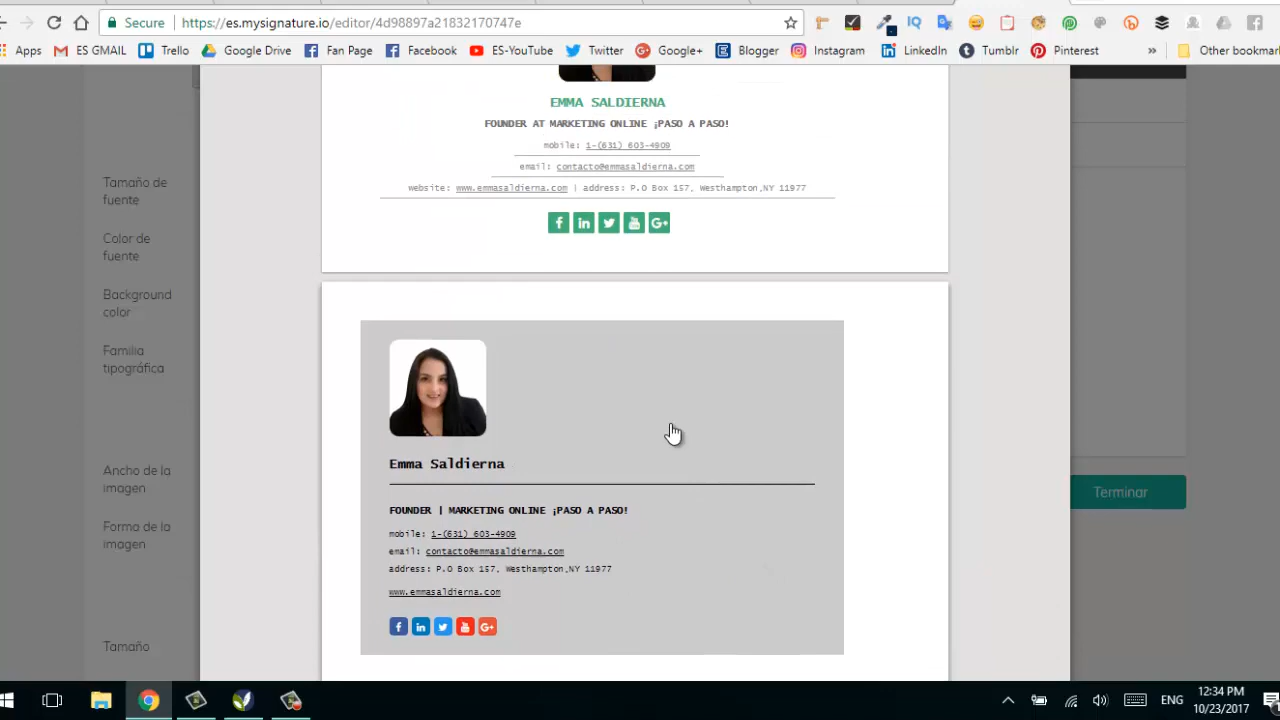 Secure https://es.mysignature.io/editor/4d98897a21832170747e
Apps ES GMAIL Trello Google Drive Fan Page Facebook ES-YouTube Twitter Google+ Blogger Instagram LinkedIn Tumblr Pinterest » Other bookmar
EMMA SALDIERNA
FOUNDER AT MARKETING ONLINE ¡PASO A PASO!
mobile: 1-(631) 603-4909
email: contacto@emmasaldierna.com
website: www.emmasaldierna.com | address: P.O Box 157, Westhampton,NY 11977
Tamaño de
fuente
Color de
fuente
Background
color
Familia
tipográfica
Ancho de la
imagen
Forma de la
imagen
Tamaño
Emma Saldierna
FOUNDER | MARKETING ONLINE ¡PASO A PASO!
mobile: 1-(631) 603-4909
email: contacto@emmasaldierna.com
address: P.O Box 157, Westhampton,NY 11977
www.emmasaldierna.com
Terminar
ENG
12:34 PM
10/23/2017